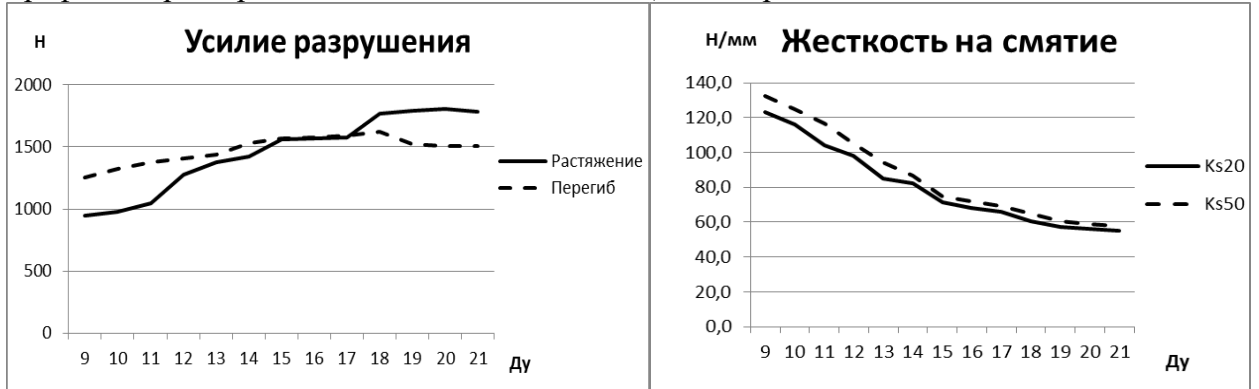 Н
Усилие разрушения
2000
1500
1000
500
0
9 10 11 12 13 14 15 16 17 18 19 20 21
Ду
Растяжение
Перегиб
Н/мм
Жесткость на смятие
140,0
120,0
100,0
80,0
60,0
40,0
20,0
0,0
9 10 11 12 13 14 15 16 17 18 19 20 21
Ду
Ks20
Ks50